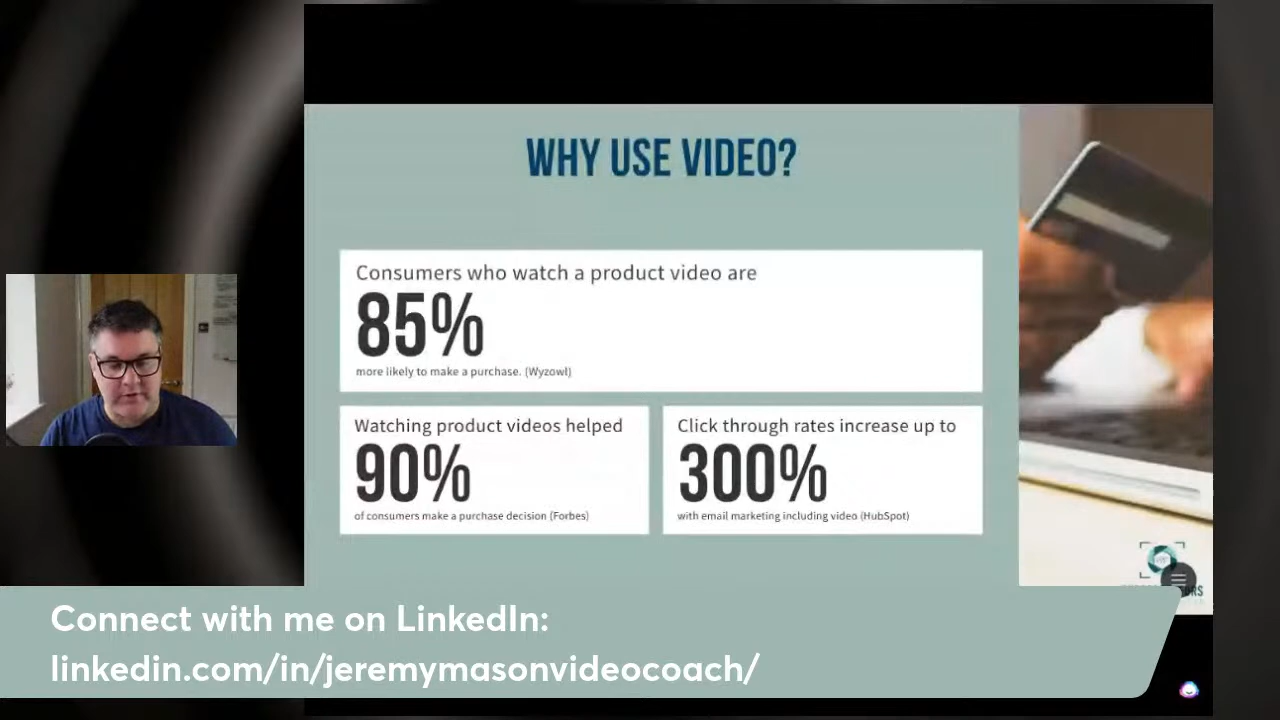 WHY USE VIDEO?
Consumers who watch a product video are
85%
more likely to make a purchase. (Wyzowl)
Watching product videos helped
90%
of consumers make a purchase decision (Forbes)
Click through rates increase up to
300%
with email marketing including video (HubSpot)
Connect with me on LinkedIn:
linkedin.com/in/jeremymasonvideocoach/